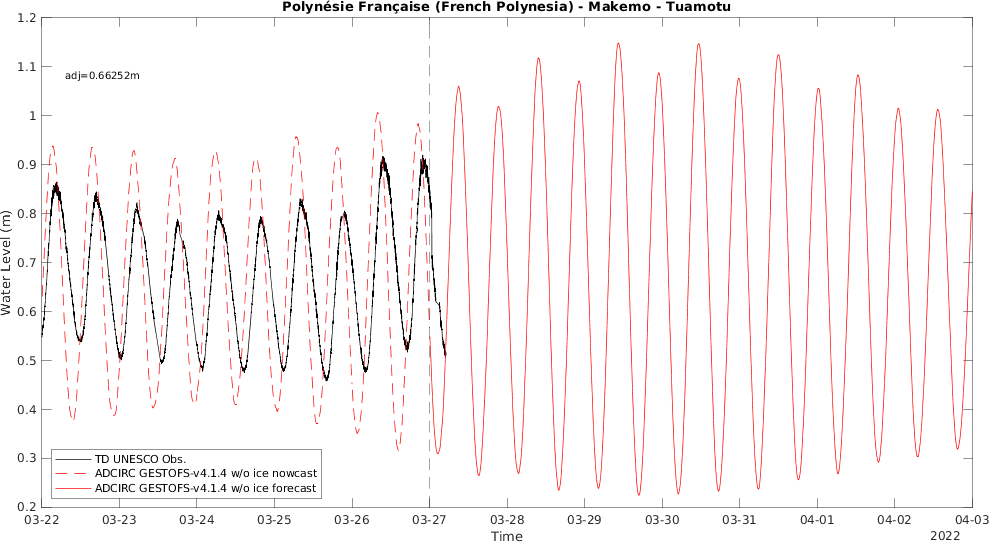 Polynésie Française (French Polynesia) - Makemo - Tuamotu
1.2
1.1
adj=0.66252m
1
0.9
0.8
0.7
Water Level (m)
0.6
0.5
0.4
0.3
0.2
TD UNESCO Obs.
ADCIRC GESTOFS-v4.1.4 w/o ice nowcast
ADCIRC GESTOFS-v4.1.4 w/o ice forecast
03-22 03-23 03-24 03-25 03-26 03-27 03-28 03-29 03-30 03-31 04-01 04-02 04-03
Time
2022